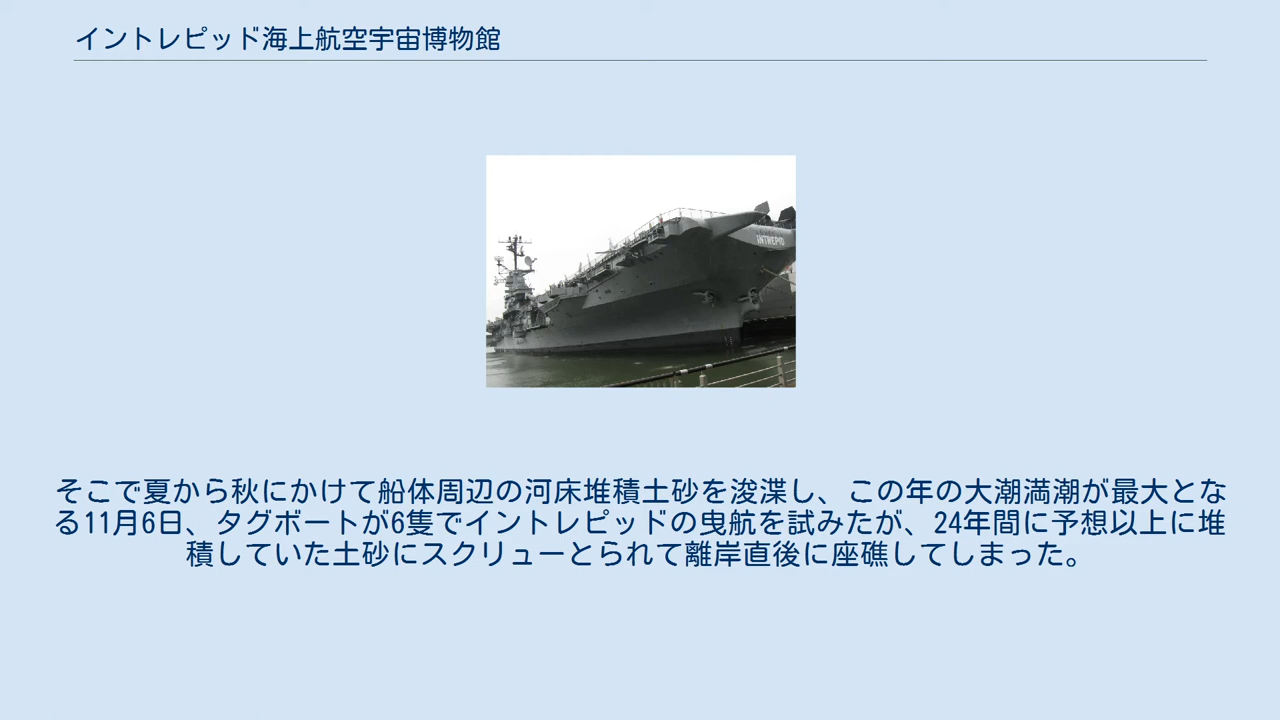 イントレピッド海上航空宇宙博物館
INTREPID
そこで夏から秋にかけて船体周辺の河床堆積土砂を浚渫し、この年の大潮満潮が最大とな
る11月6日、タグボートが6隻でイントレピッドの曳航を試みたが、24年間に予想以上に堆
積していた土砂にスクリューとられて離岸直後に座礁してしまった。